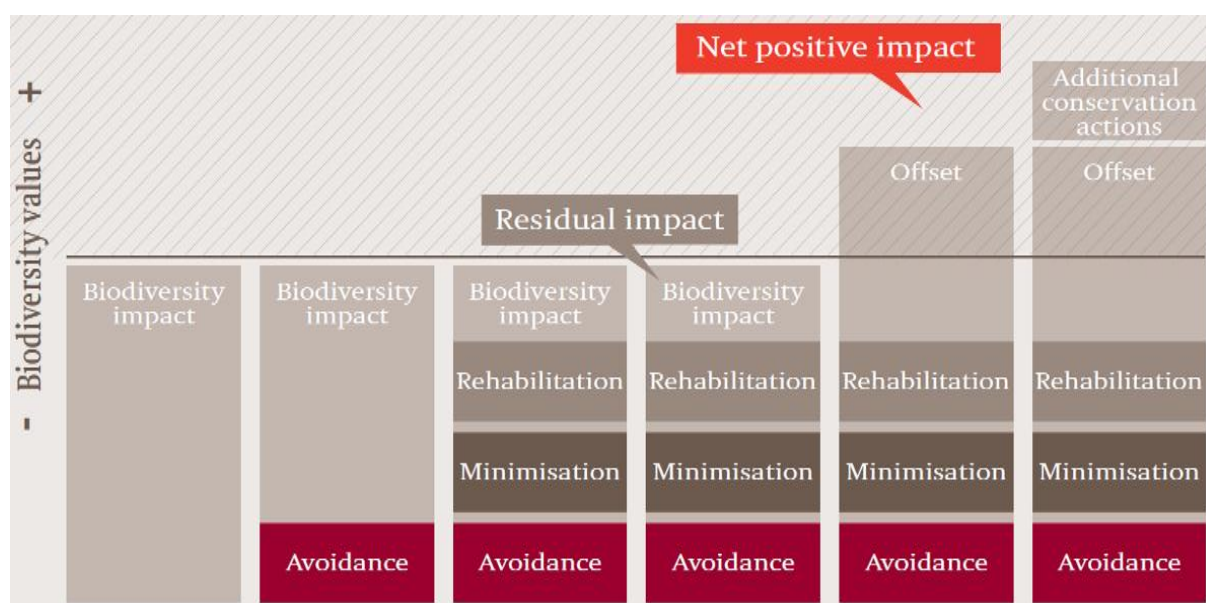 Net positive impact
Additional
conservation
actions
+
Biodiversity values
-
Offset
Offset
Residual impact
Biodiversity
impact
Biodiversity
impact
Biodiversity
impact
Biodiversity
impact
Rehabilitation
Rehabilitation
Rehabilitation
Rehabilitation
Minimisation
Minimisation
Minimisation
Minimisation
Avoidance
Avoidance
Avoidance
Avoidance
Avoidance